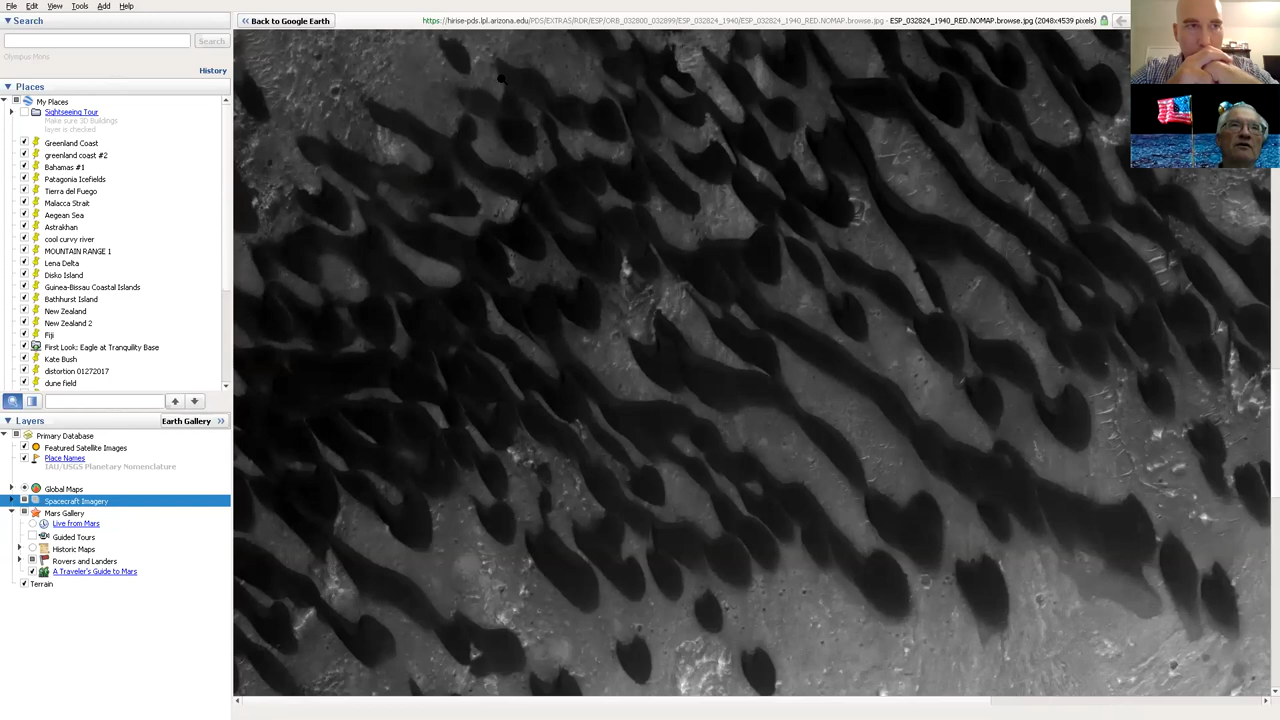 File Edit View Tools Add Help
Search
Back to Google Earth
https://hirise-pds.lpl.arizona.edu/PDS/EXTRAS/RDR/ESP/ORB_032800_032899/ESP_032824_1940/ESP_032824_1940_RED.NOMAP.browse.jpg - ESP_032824_1940_RED.NOMAP.browse.jpg (2048x4539 pixels)
Search
Olympus Mons
History
Places
My Places
Sightseeing Tour
Make sure 3D Buildings
layer is checked
Greenland Coast
greenland coast #2
Bahamas #1
Patagonia Icefields
Tierra del Fuego
Malacca Strait
Aegean Sea
Astrakhan
cool curvy river
MOUNTAIN RANGE 1
Lena Delta
Disko Island
Guinea-Bissau Coastal Islands
Bathhurst Island
New Zealand
New Zealand 2
Fiji
First Look: Eagle at Tranquility Base
Kate Bush
distortion 01272017
dune field
Layers
Earth Gallery
Primary Database
Featured Satellite Images
Place Names
IAU/USGS Planetary Nomenclature
Global Maps
Spacecraft Imagery
Mars Gallery
Live from Mars
Guided Tours
Historic Maps
Rovers and Landers
A Traveler's Guide to Mars
Terrain